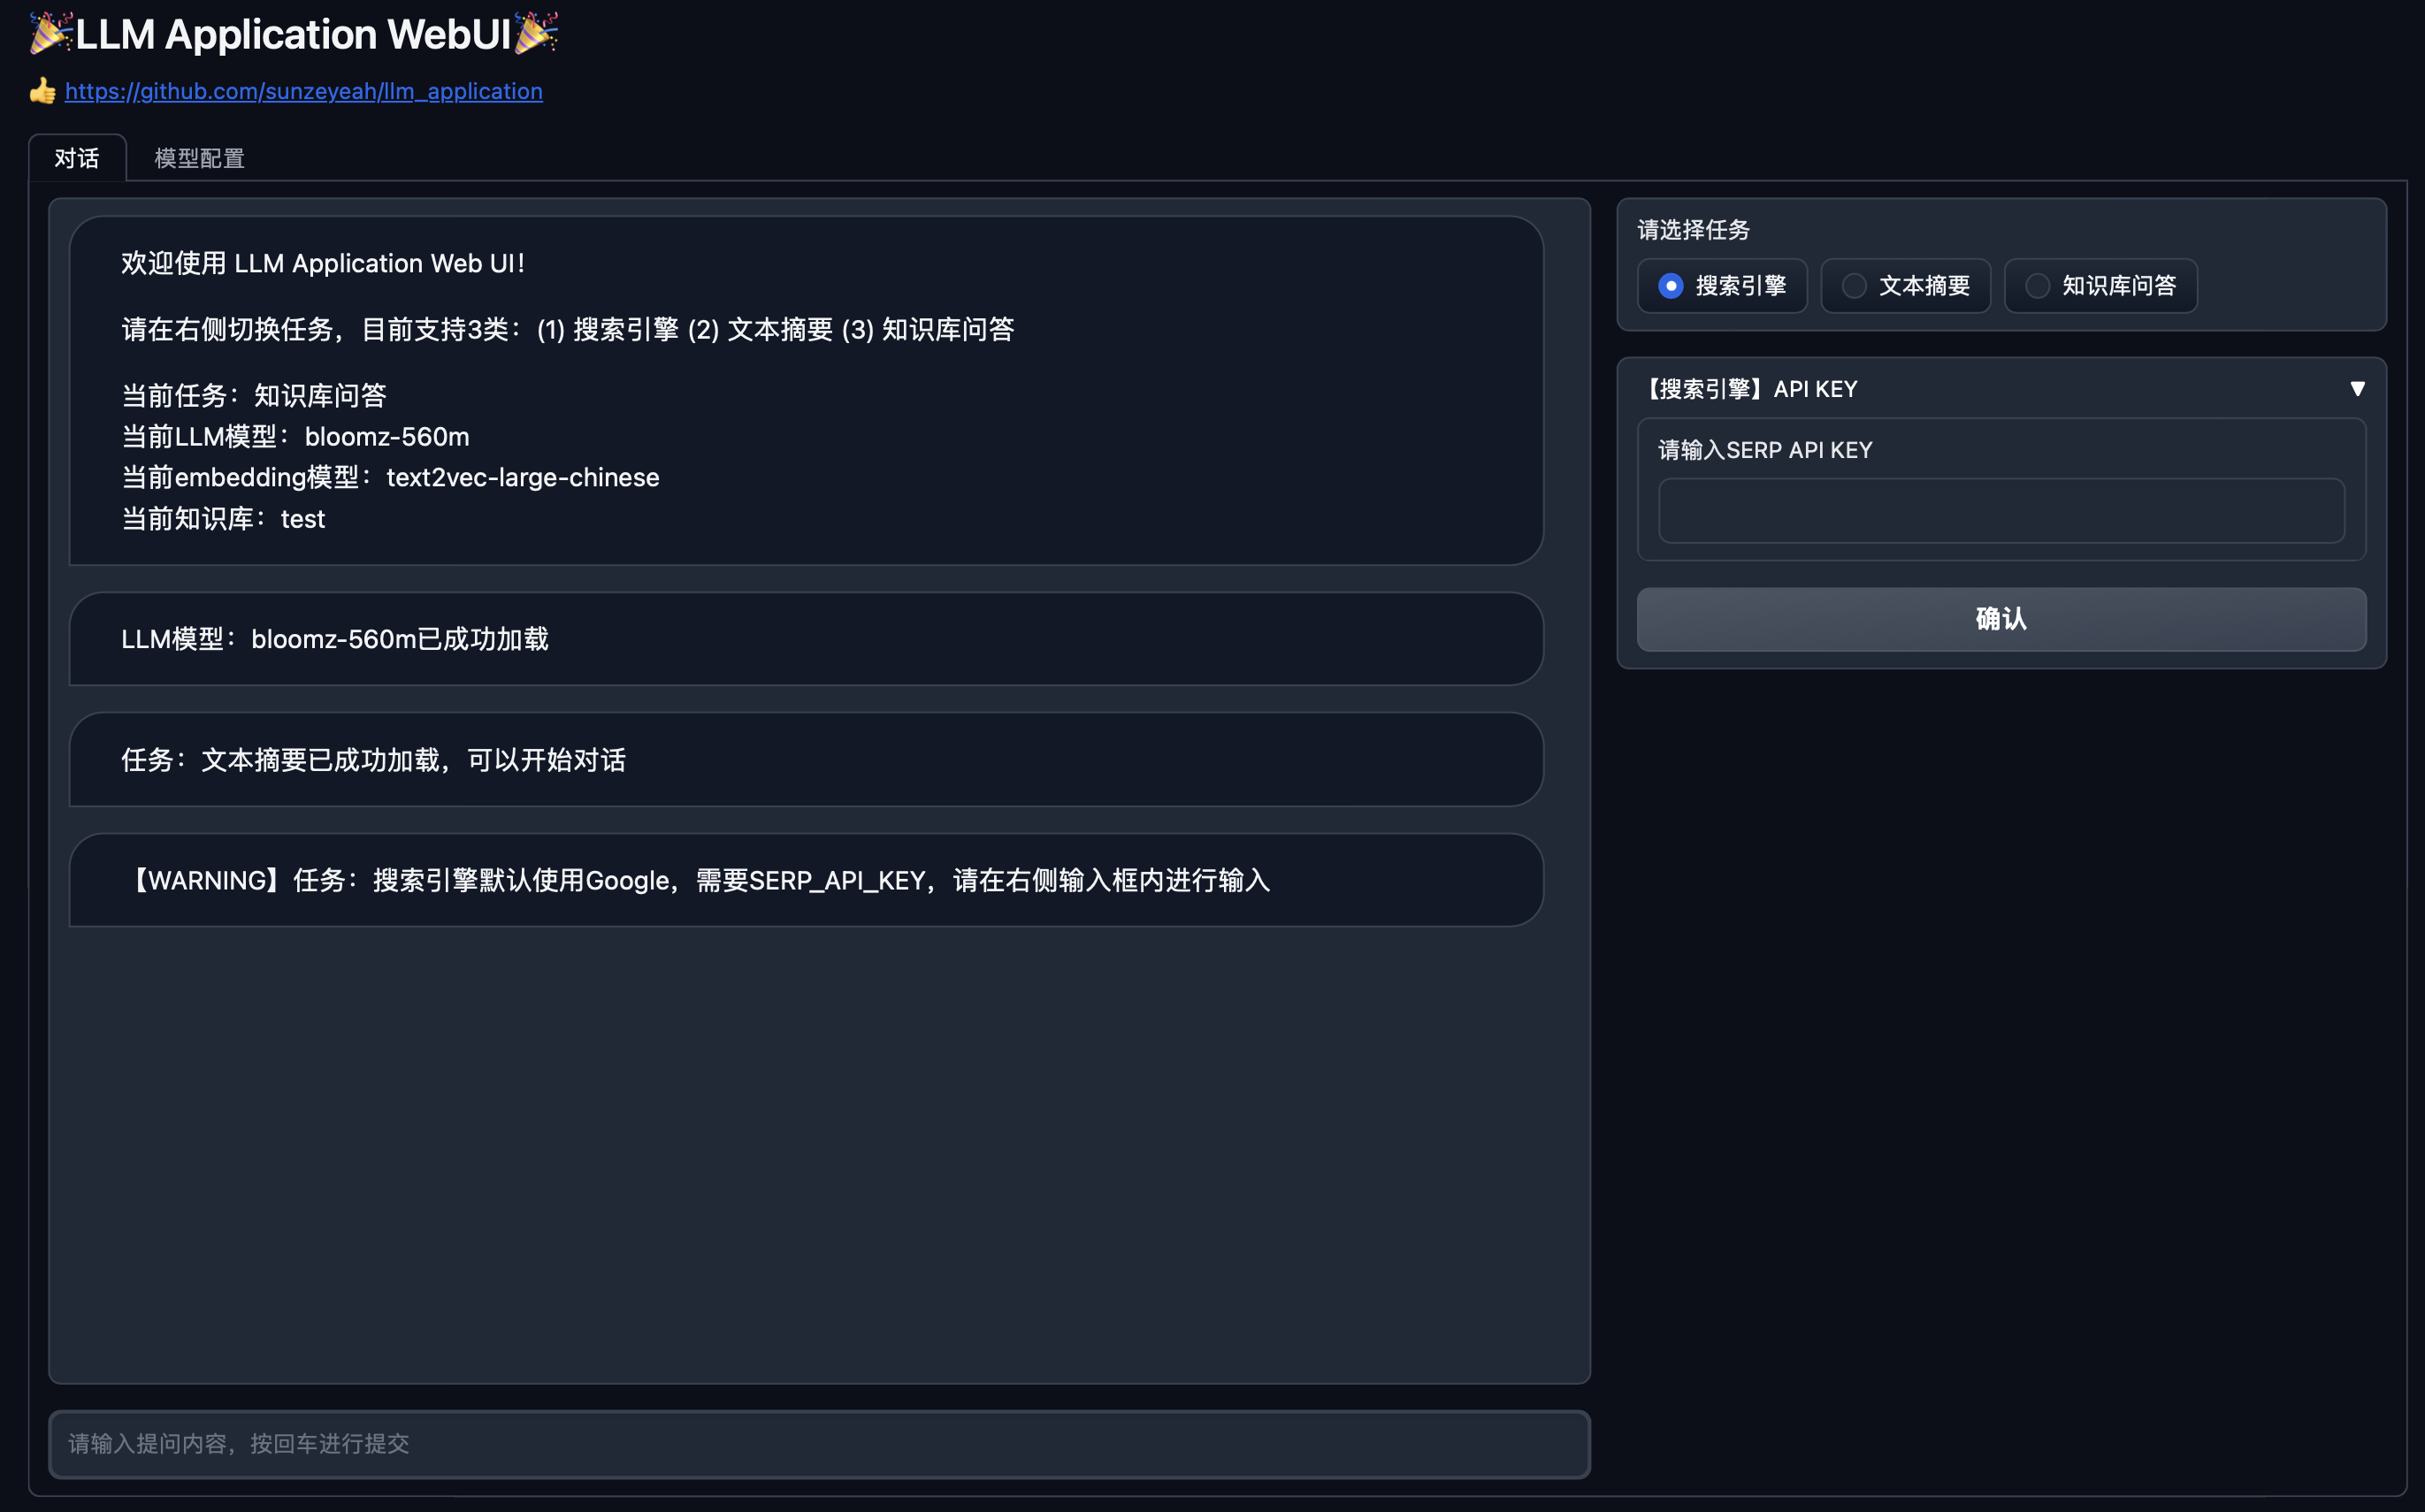 🎉LLM Application WebUI🎉
👍 https://github.com/sunzeyeah/llm_application
对话
模型配置
欢迎使用 LLM Application Web UI！
请在右侧切换任务，目前支持3类：(1) 搜索引擎 (2) 文本摘要 (3) 知识库问答
当前任务：知识库问答
当前LLM模型：bloomz-560m
当前embedding模型：text2vec-large-chinese
当前知识库：test
LLM模型：bloomz-560m已成功加载
任务：文本摘要已成功加载，可以开始对话
【WARNING】任务：搜索引擎默认使用Google，需要SERP_API_KEY，请在右侧输入框内进行输入
请输入提问内容，按回车进行提交
请选择任务
搜索引擎
文本摘要
知识库问答
【搜索引擎】API KEY
▼
请输入SERP API KEY
确认